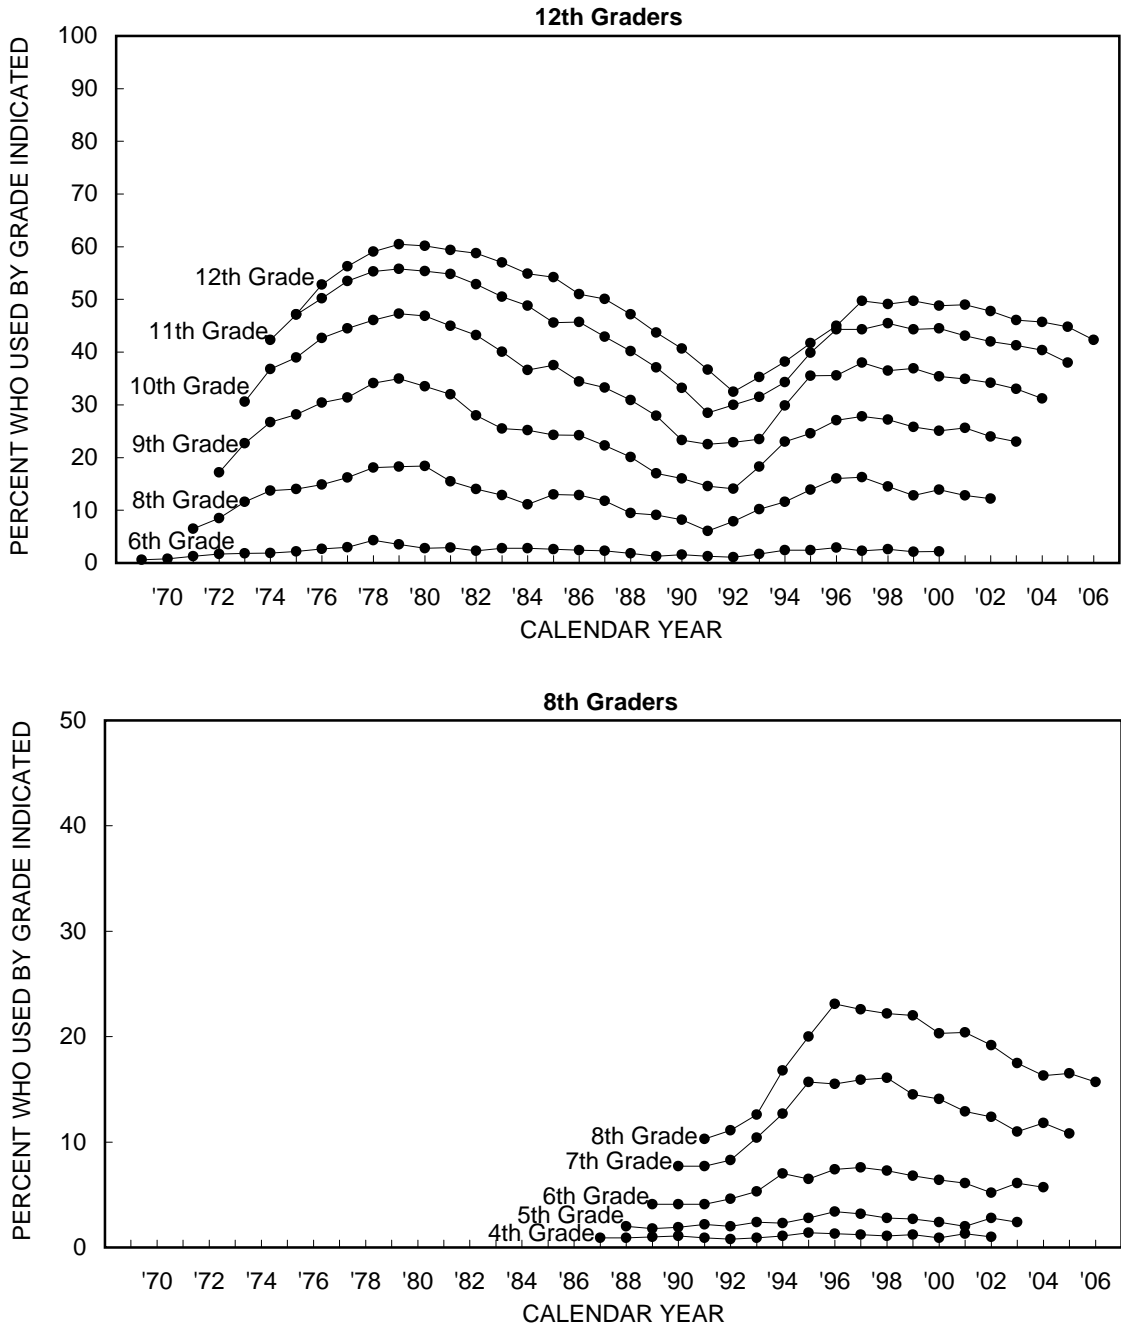 12th Graders
PERCENT WHO USED BY GRADE INDICATED
100
90
80
70
60
50
40
30
20
10
0
12th Grade
11th Grade
10th Grade
9th Grade
8th Grade
6th Grade
'70 '72 '74 '76 '78 '80 '82 '84 '86 '88 '90 '92 '94 '96 '98 '00 '02 '04 '06
CALENDAR YEAR
8th Graders
PERCENT WHO USED BY GRADE INDICATED
50
40
30
20
10
0
8th Grade
7th Grade
6th Grade
5th Grade
4th Grade
'70 '72 '74 '76 '78 '80 '82 '84 '86 '88 '90 '92 '94 '96 '98 '00 '02 '04 '06
CALENDAR YEAR